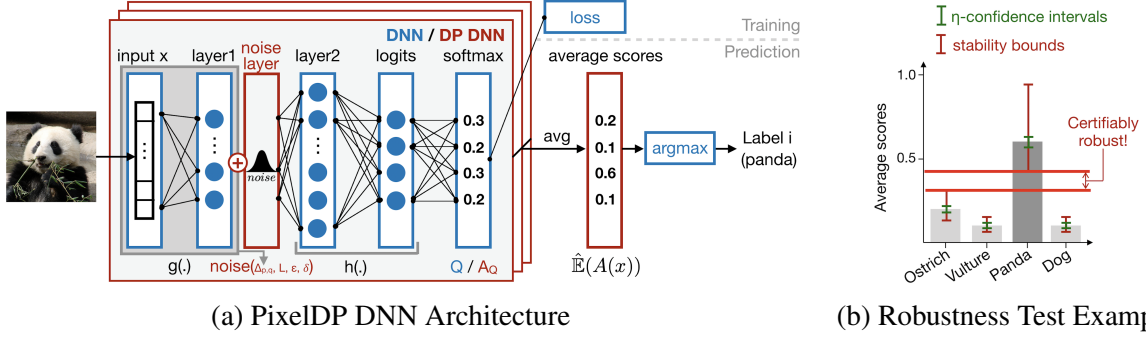 DNN / DP DNN
input x
layer1
noise
layer
layer2
logits
softmax
0.3
0.2
0.3
0.2
+
noise
g(.)
noise(Δp,q, L, ε, δ)
h(.)
Q / AQ
loss
Training
Prediction
average scores
avg
0.2
0.1
0.6
0.1
Ê(A(x))
argmax
Label i
(panda)
(a) PixelDP DNN Architecture
η-confidence intervals
stability bounds
Average scores
1.0
0.5
Certifiably
robust!
Ostrich
Vulture
Panda
Dog
(b) Robustness Test Examp